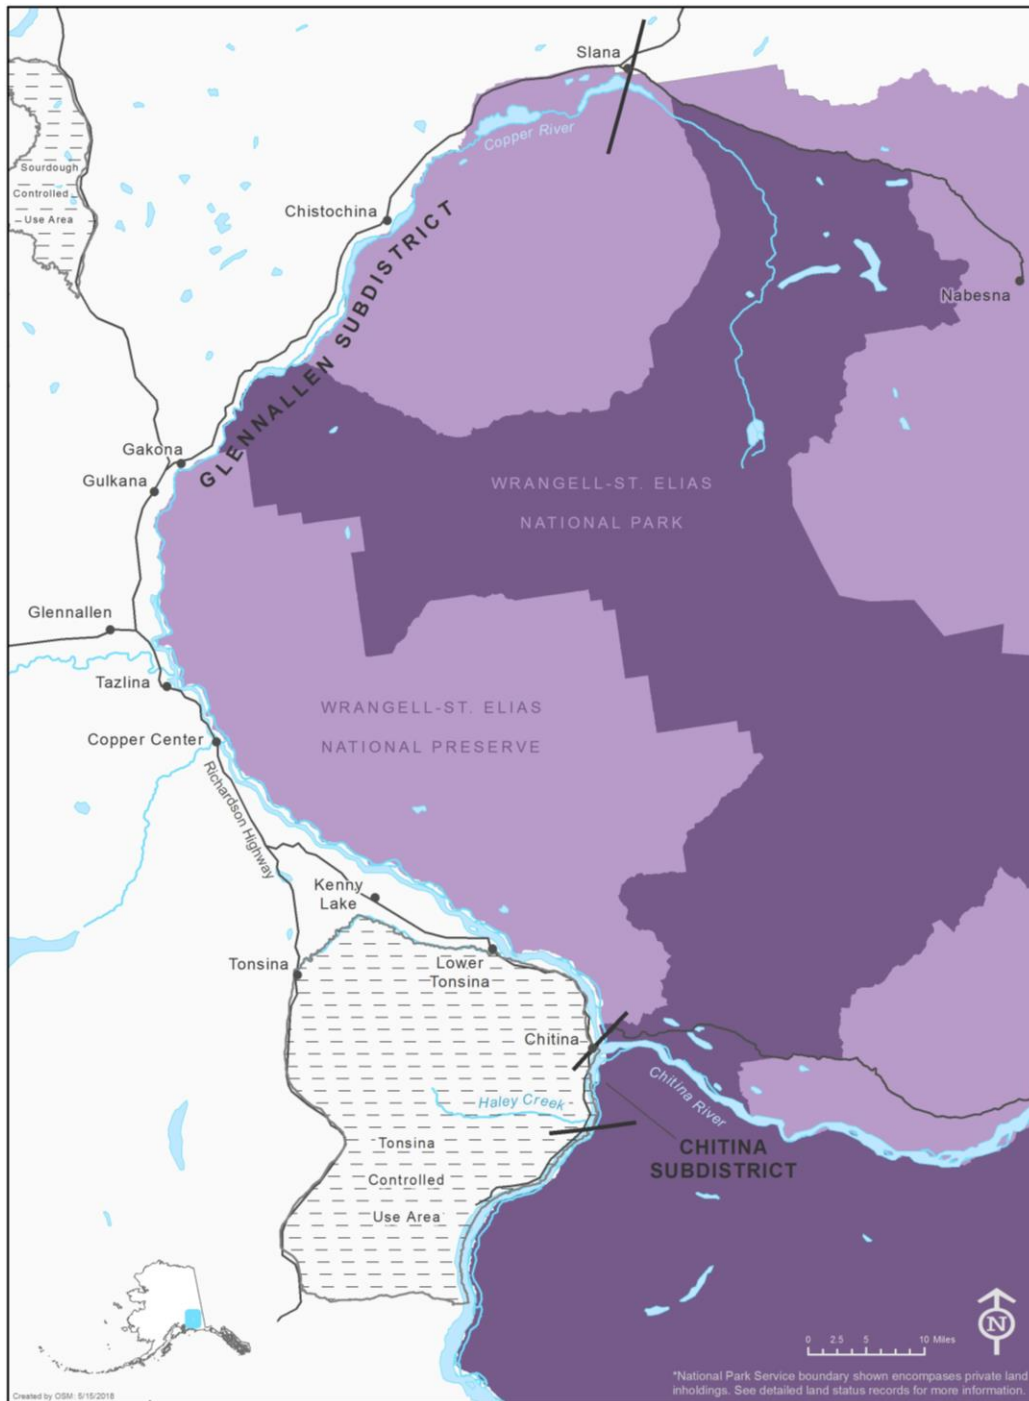 Slana
Copper River
Sourdough
Controlled
Use Area
Chistochina
GLENNALLEN SUBDISTRICT
Nabesna
Gakona
Gulkana
WRANGELL-ST. ELIAS
NATIONAL PARK
Glennallen
Tazlina
WRANGELL-ST. ELIAS
NATIONAL PRESERVE
Copper Center
Richardson Highway
Kenny
Lake
Tonsina
Lower
Tonsina
Chitina
Chitina River
Haley Creek
CHITINA
SUBDISTRICT
Tonsina
Controlled
Use Area
N
0 2.5 5 10 Miles
*National Park Service boundary shown encompasses private land
inholdings. See detailed land status records for more information.
Created by OSM: 5/15/2018